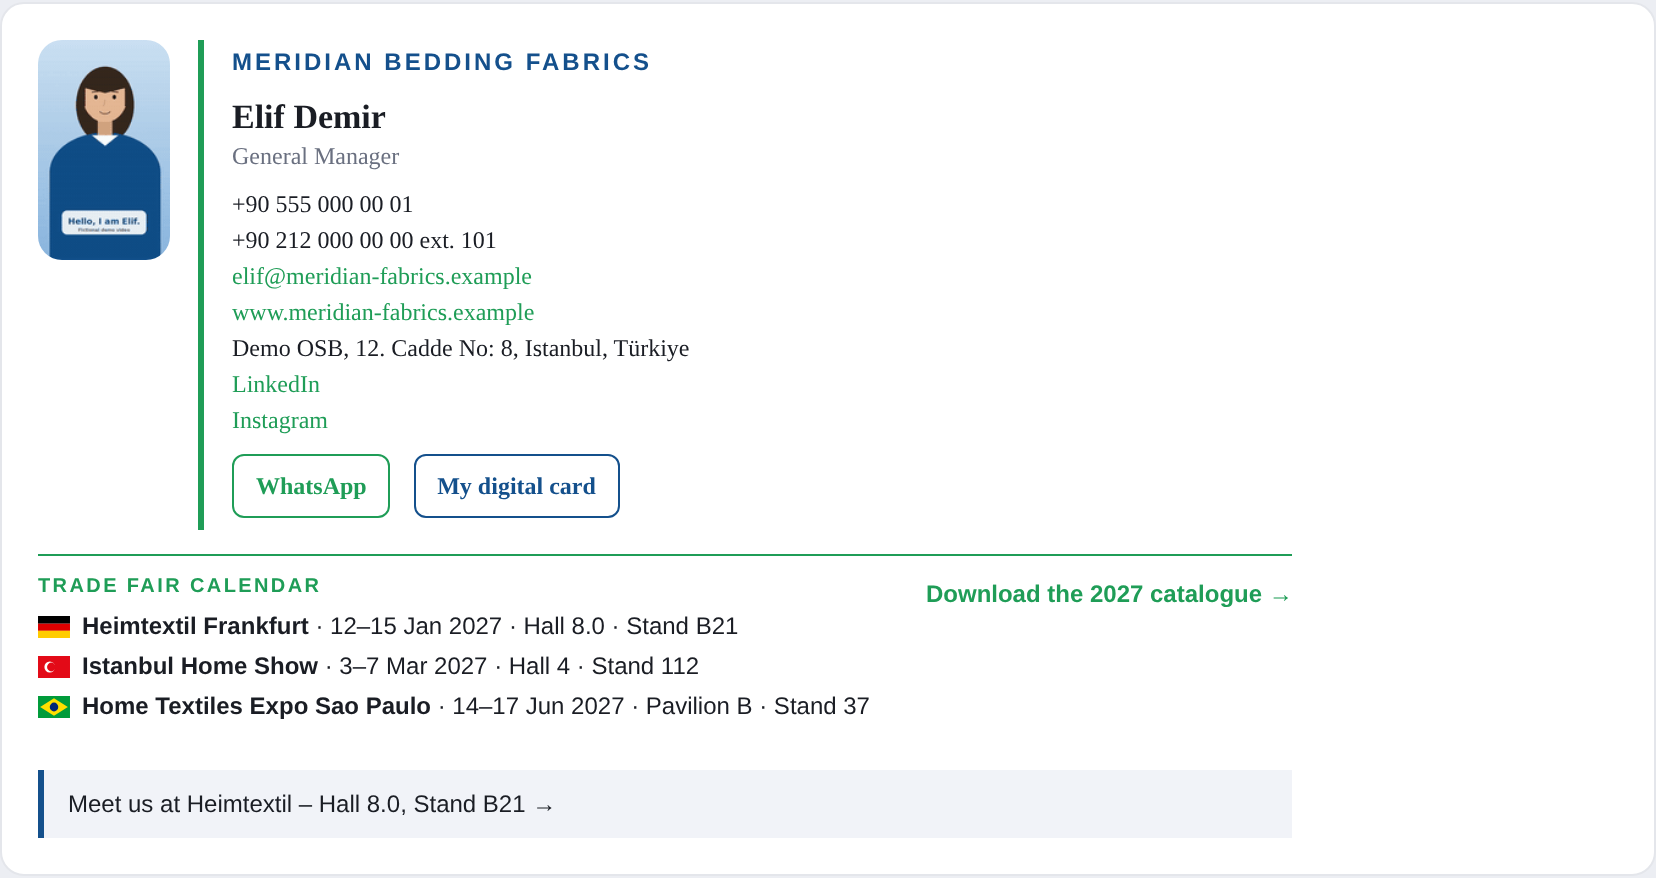 Hello, I am Elif.
Fictional demo video
MERIDIAN BEDDING FABRICS
Elif Demir
General Manager
+90 555 000 00 01
+90 212 000 00 00 ext. 101
elif@meridian-fabrics.example
www.meridian-fabrics.example
Demo OSB, 12. Cadde No: 8, Istanbul, Türkiye
LinkedIn
Instagram
WhatsApp
My digital card
TRADE FAIR CALENDAR
Download the 2027 catalogue →
Heimtextil Frankfurt · 12–15 Jan 2027 · Hall 8.0 · Stand B21
Istanbul Home Show · 3–7 Mar 2027 · Hall 4 · Stand 112
Home Textiles Expo Sao Paulo · 14–17 Jun 2027 · Pavilion B · Stand 37
Meet us at Heimtextil – Hall 8.0, Stand B21 →